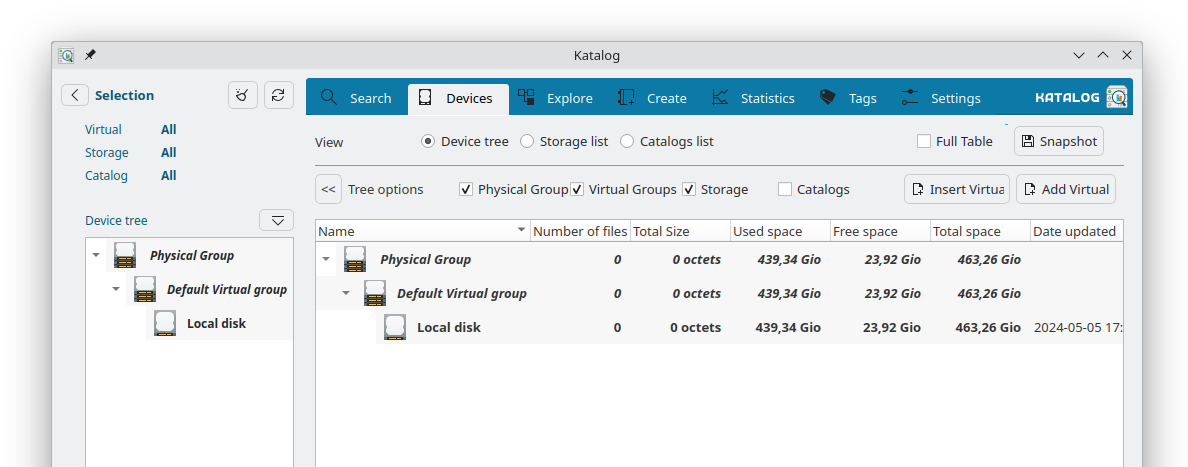 Katalog
Selection
Virtual All
Storage All
Catalog All
Device tree
Physical Group
Default Virtual group
Local disk
Search Devices Explore Create Statistics Tags Settings KATALOG
View Device tree Storage list Catalogs list Full Table Snapshot
<< Tree options Physical Group Virtual Groups Storage Catalogs Insert Virtua Add Virtual
Name Number of files Total Size Used space Free space Total space Date updated
Physical Group 0 0 octets 439,34 Gio 23,92 Gio 463,26 Gio
Default Virtual group 0 0 octets 439,34 Gio 23,92 Gio 463,26 Gio
Local disk 0 0 octets 439,34 Gio 23,92 Gio 463,26 Gio 2024-05-05 17: